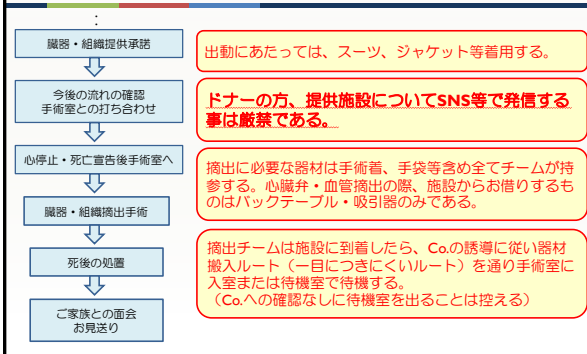 ：
臓器・組織提供承諾
今後の流れの確認
手術室との打ち合わせ
心停止・死亡宣告後手術室へ
臓器・組織摘出手術
死後の処置
ご家族との面会
お見送り
出動にあたっては、スーツ、ジャケット等着用する。
ドナーの方、提供施設についてSNS等で発信する
事は厳禁である。
摘出に必要な器材は手術着、手袋等含め全てチームが持
参する。心臓弁・血管摘出の際、施設からお借りするも
のはバックテーブル・吸引器のみである。
摘出チームは施設に到着したら、Co.の誘導に従い器材
搬入ルート（一目につきにくいルート）を通り手術室に
入室または待機室で待機する。
（Co.への確認なしに待機室を出ることは控える）